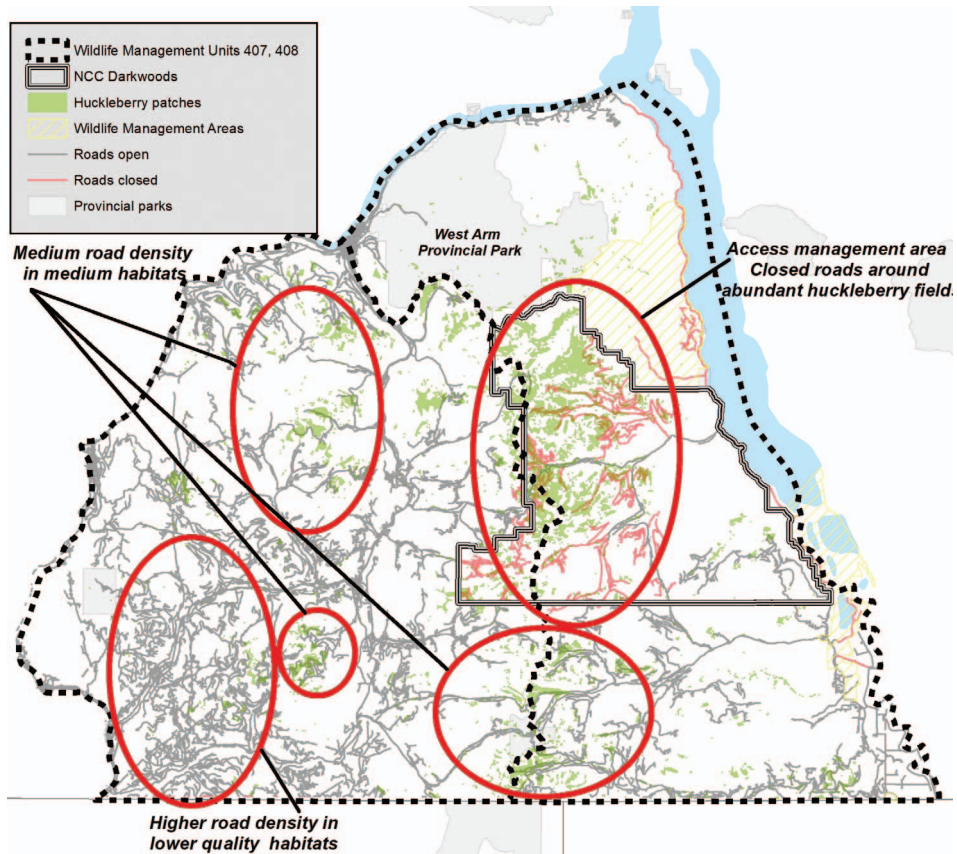 Wildlife Management Units 407, 408
NCC Darkwoods
Huckleberry patches
Wildlife Management Areas
Roads open
Roads closed
Provincial parks
Medium road density
in medium habitats
West Arm
Provincial Park
Access management area
Closed roads around
abundant huckleberry fields
Higher road density in
lower quality habitats